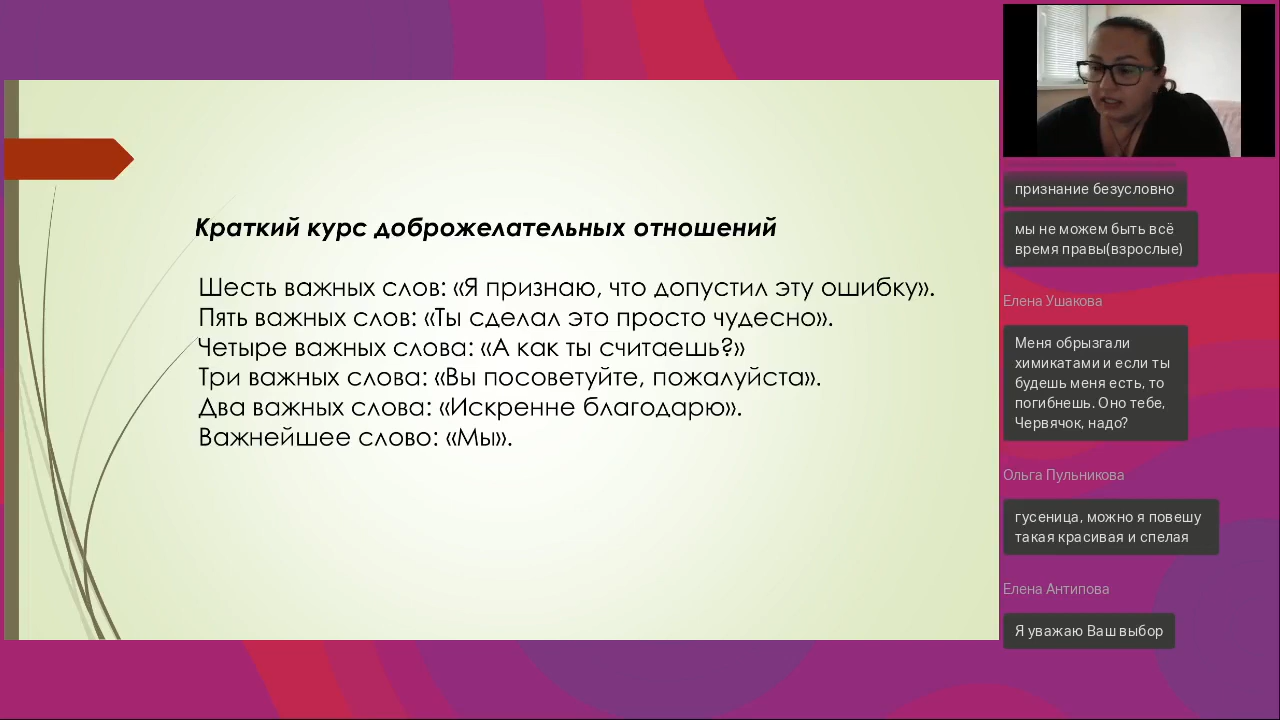 Краткий курс доброжелательных отношений
Шесть важных слов: «Я признаю, что допустил эту ошибку».
Пять важных слов: «Ты сделал это просто чудесно».
Четыре важных слова: «А как ты считаешь?»
Три важных слова: «Вы посоветуйте, пожалуйста».
Два важных слова: «Искренне благодарю».
Важнейшее слово: «Мы».
признание безусловно
мы не можем быть всё
время правы(взрослые)
Елена Ушакова
Меня обрызгали
химикатами и если ты
будешь меня есть, то
погибнешь. Оно тебе,
Червячок, надо?
Ольга Пульникова
гусеница, можно я повешу
такая красивая и спелая
Елена Антипова
Я уважаю Ваш выбор